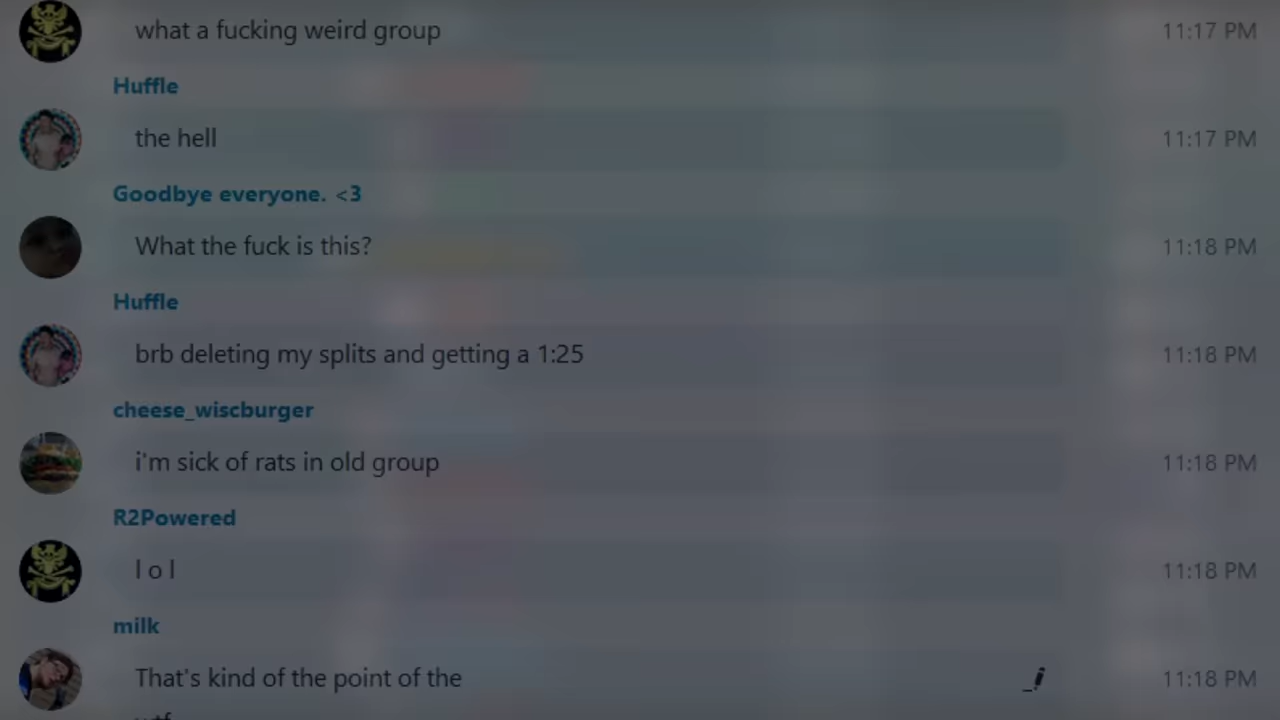 what a fucking weird group 11:17 PM
Huffle
the hell 11:17 PM
Goodbye everyone. <3
What the fuck is this? 11:18 PM
Huffle
brb deleting my splits and getting a 1:25 11:18 PM
cheese_wiscburger
i'm sick of rats in old group 11:18 PM
R2Powered
l o l 11:18 PM
milk
That's kind of the point of the 11:18 PM